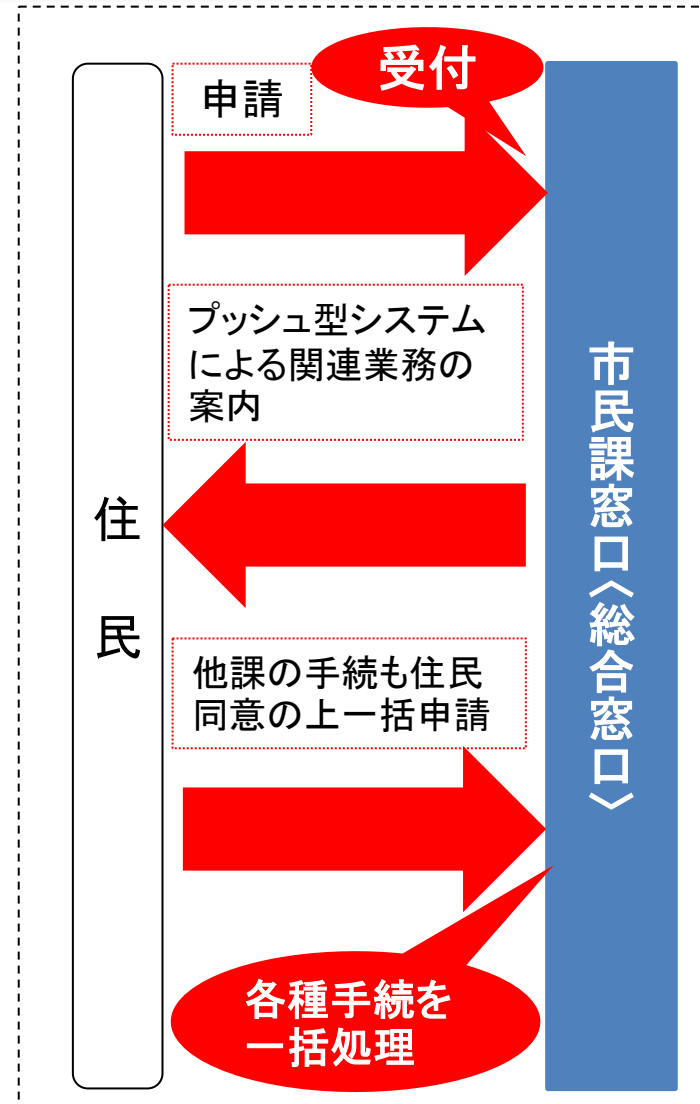 受付
申請
プッシュ型システム
による関連業務の
案内
住民
市民課窓口〈総合窓口〉
他課の手続も住民
同意の上一括申請
各種手続を
一括処理